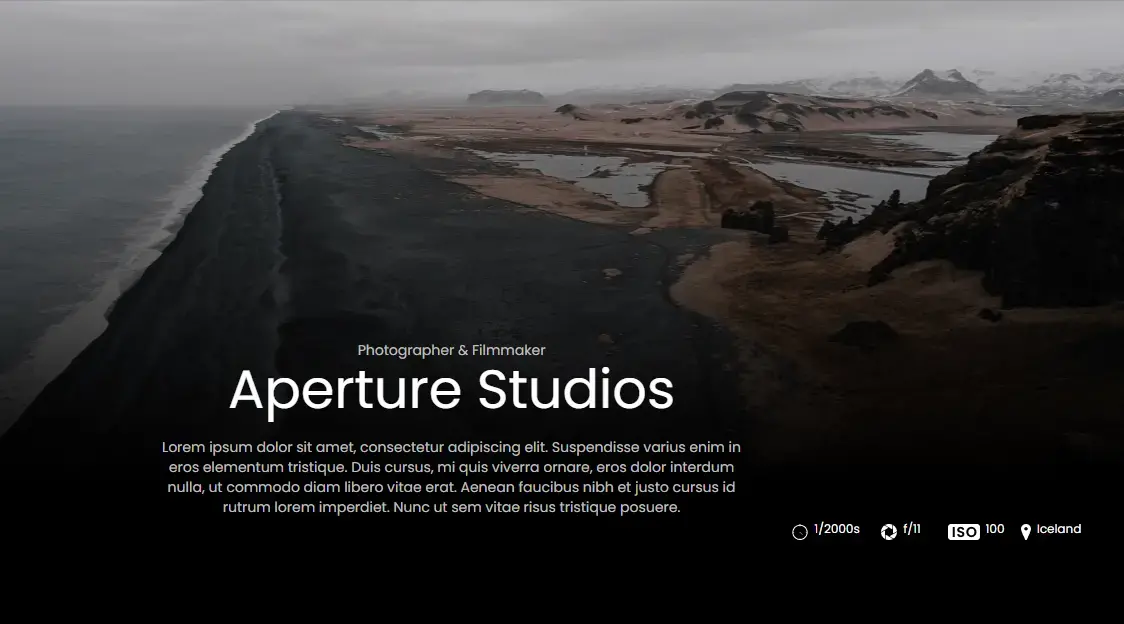 Photographer & Filmmaker
Aperture Studios
Lorem ipsum dolor sit amet, consectetur adipiscing elit. Suspendisse varius enim in
eros elementum tristique. Duis cursus, mi quis viverra ornare, eros dolor interdum
nulla, ut commodo diam libero vitae erat. Aenean faucibus nibh et justo cursus id
rutrum lorem imperdiet. Nunc ut sem vitae risus tristique posuere.
1/2000s f/11 ISO 100 Iceland